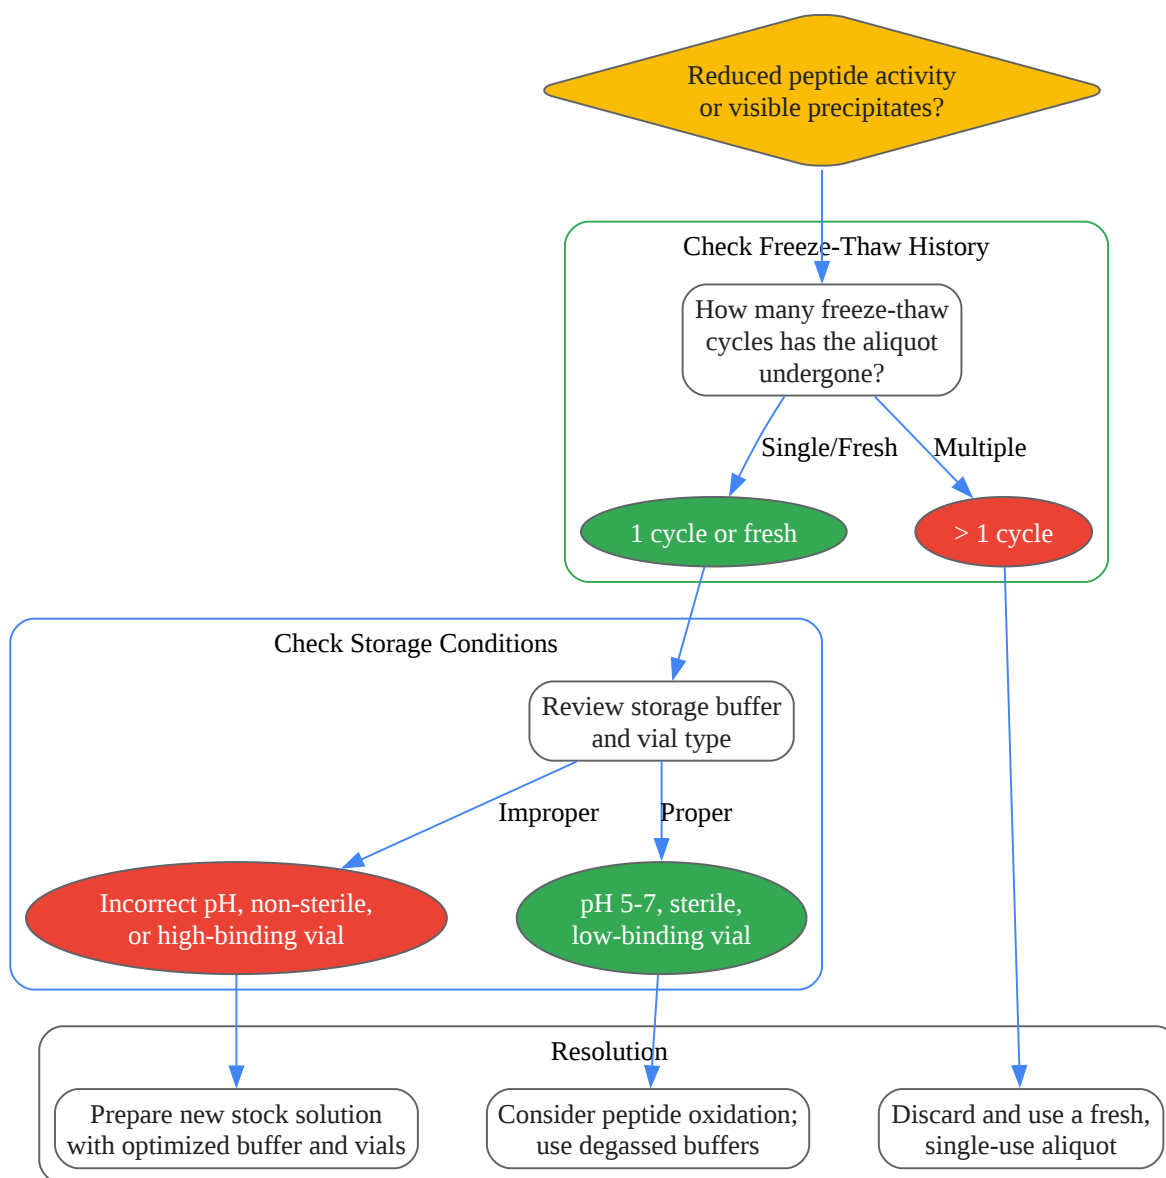 Reduced peptide activity
or visible precipitates?
Check Freeze-Thaw History
How many freeze-thaw
cycles has the aliquot
undergone?
Single/Fresh
Multiple
1 cycle or fresh
> 1 cycle
Check Storage Conditions
Review storage buffer
and vial type
Improper
Proper
Incorrect pH, non-sterile,
or high-binding vial
pH 5-7, sterile,
low-binding vial
Resolution
Prepare new stock solution
with optimized buffer and vials
Consider peptide oxidation;
use degassed buffers
Discard and use a fresh,
single-use aliquot